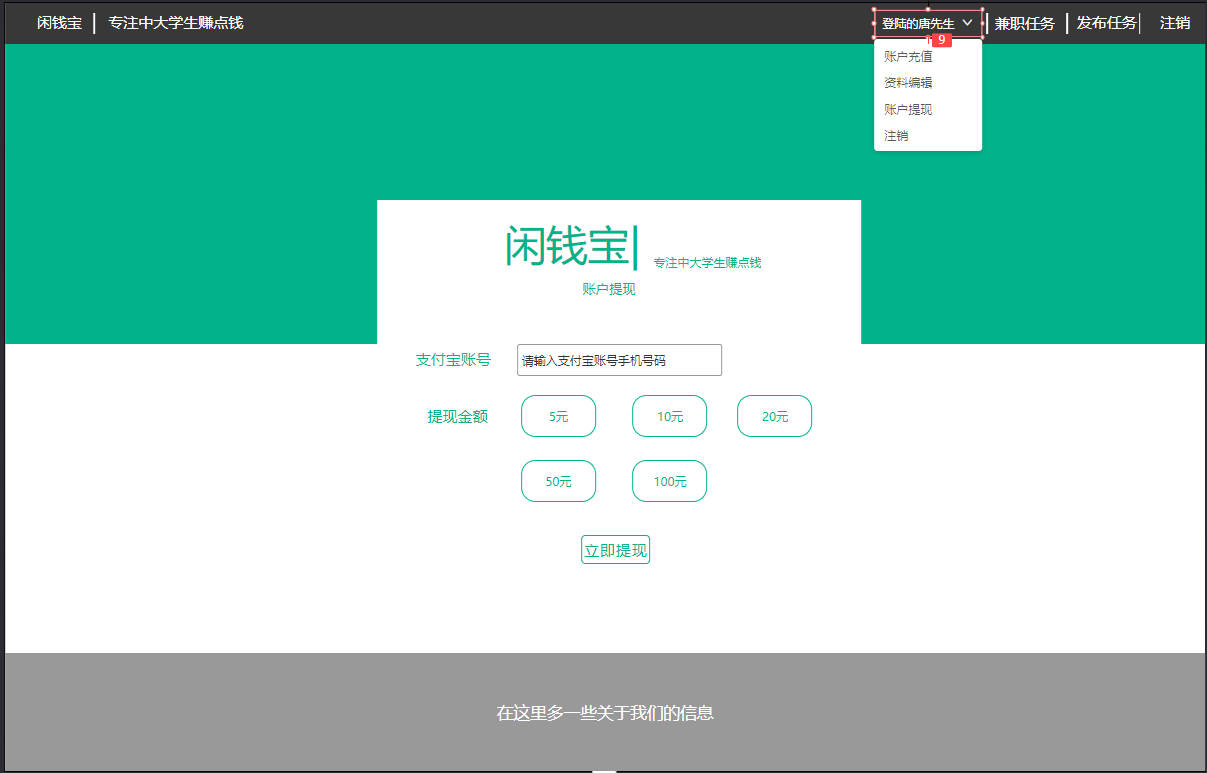 闲钱宝 专注中大学生赚点钱 登陆的唐先生 兼职任务 发布任务 注销
9
账户充值
资料编辑
账户提现
注销
闲钱宝 专注中大学生赚点钱
账户提现
支付宝账号 请输入支付宝账号手机号码
提现金额 5元 10元 20元
50元 100元
立即提现
在这里多一些关于我们的信息